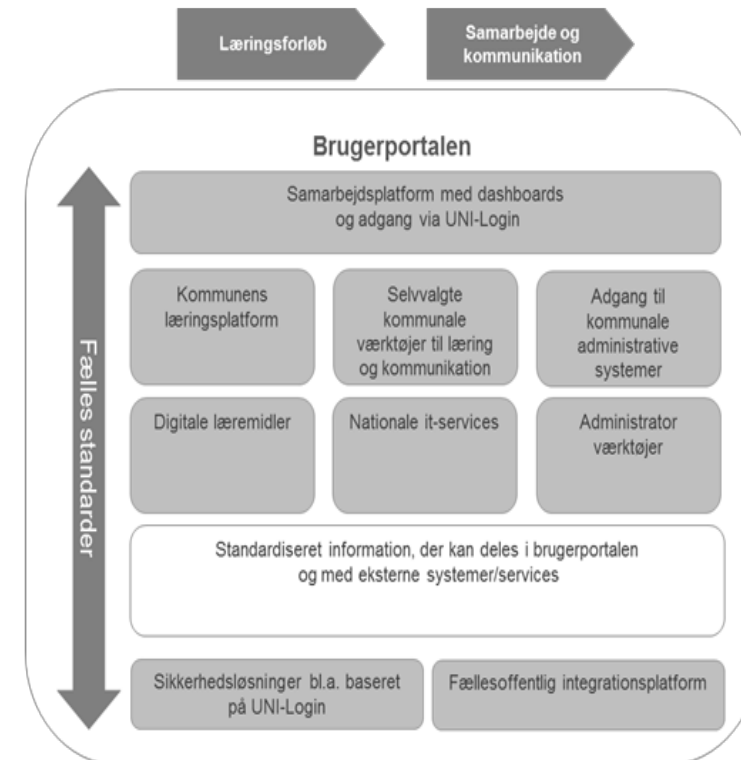 Læringsforløb
Samarbejde og
kommunikation
Brugerportalen
Fælles standarder
Samarbejdsplatform med dashboards
og adgang via UNI-Login
Kommunens
læringsplatform
Selvvalgte
kommunale
værktøjer til læring
og kommunikation
Adgang til
kommunale
administrative
systemer
Digitale læremidler
Nationale it-services
Administrator
værktøjer
Standardiseret information, der kan deles i brugerportalen
og med eksterne systemer/services
Sikkerhedsløsninger bl.a. baseret
på UNI-Login
Fællesoffentlig integrationsplatform